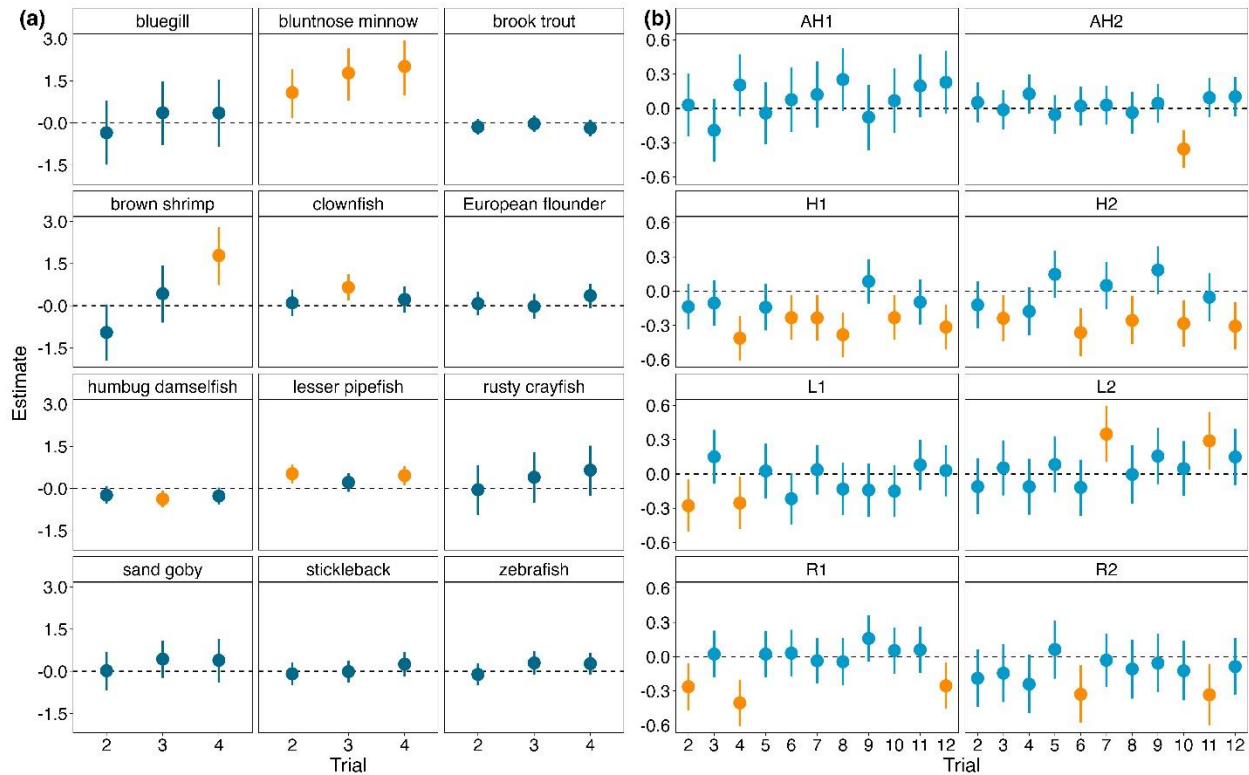 (a)
bluegill
bluntnose minnow
brook trout
3.0
1.5
-0.0
-1.5
brown shrimp
clownfish
European flounder
3.0
1.5
-0.0
-1.5
humbug damselfish
lesser pipefish
rusty crayfish
3.0
1.5
-0.0
-1.5
sand goby
stickleback
zebrafish
3.0
1.5
-0.0
-1.5
2 3 4 2 3 4 2 3 4
Trial
Estimate
(b)
AH1
AH2
0.6
0.3
0.0
-0.3
-0.6
H1
H2
0.6
0.3
0.0
-0.3
-0.6
L1
L2
0.6
0.3
0.0
-0.3
-0.6
R1
R2
0.6
0.3
0.0
-0.3
-0.6
2 3 4 5 6 7 8 9 10 11 12 2 3 4 5 6 7 8 9 10 11 12
Trial